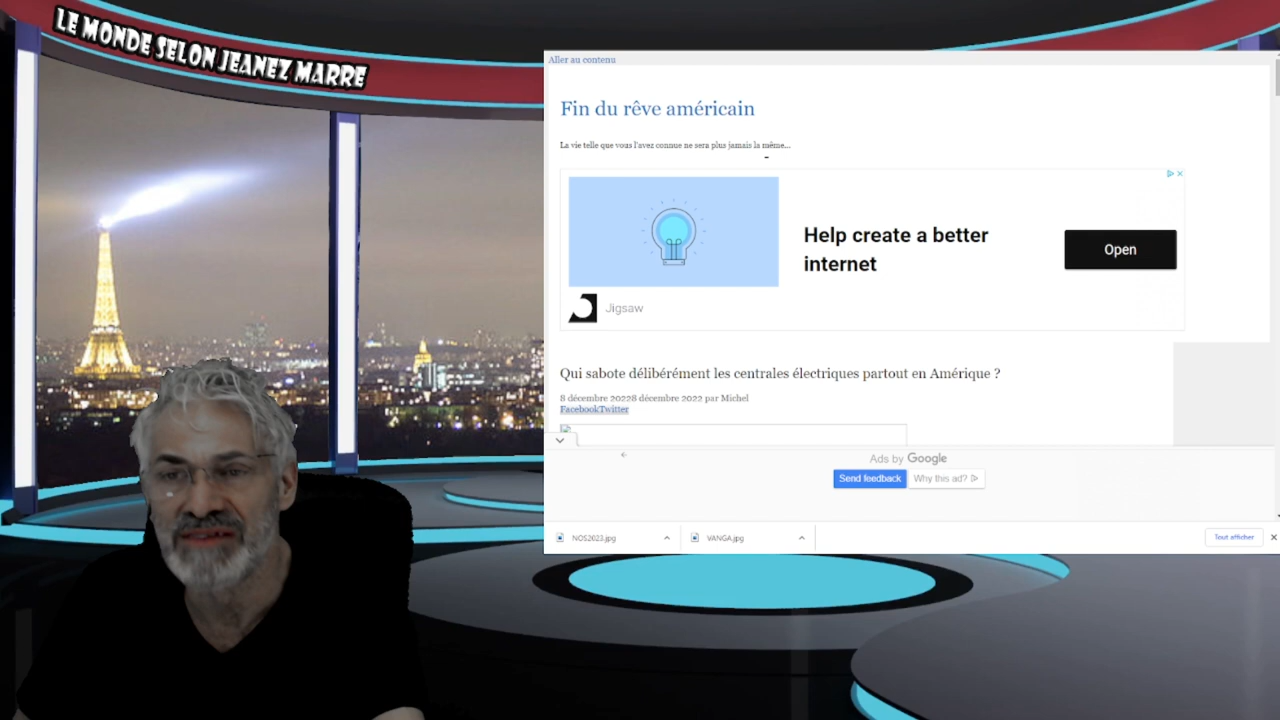 LE MONDE SELON JEANEZ MARRE
Aller au contenu
Fin du rêve américain
La vie telle que vous l'avez connue ne sera plus jamais la même...
Help create a better
internet
Open
Jigsaw
Qui sabote délibérément les centrales électriques partout en Amérique ?
8 décembre 20228 décembre 2022 par Michel
FacebookTwitter
Ads by Google
Send feedback
Why this ad?
NOS2023.jpg
VANGA.jpg
Tout afficher